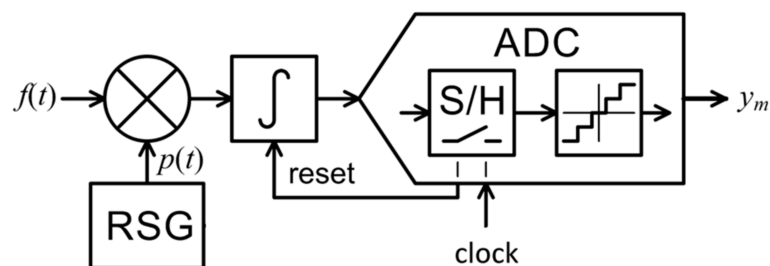 ADC
f(t)
S/H
y_m
p(t)
reset
RSG
clock